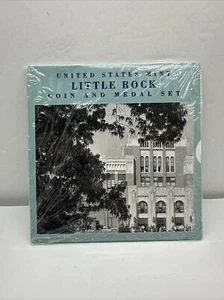 UNITED STATES MINT
LITTLE ROCK
COIN AND MEDAL SET